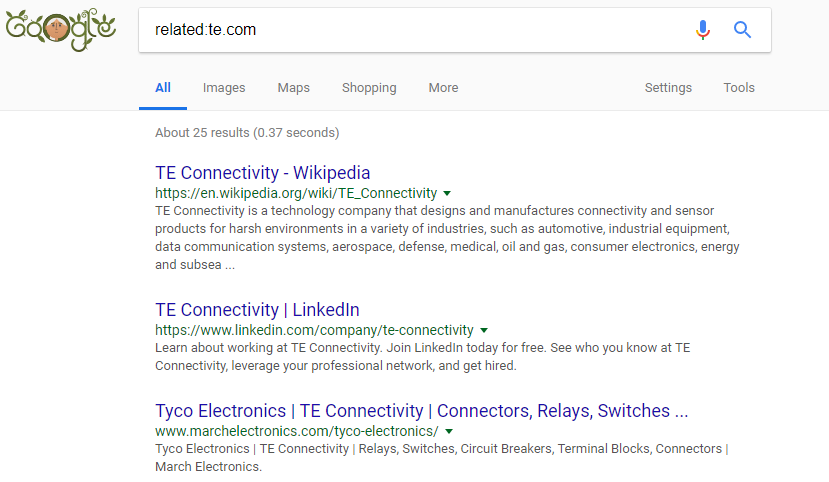 Google
related:te.com
All Images Maps Shopping More Settings Tools
About 25 results (0.37 seconds)
TE Connectivity - Wikipedia
https://en.wikipedia.org/wiki/TE_Connectivity
TE Connectivity is a technology company that designs and manufactures connectivity and sensor
products for harsh environments in a variety of industries, such as automotive, industrial equipment,
data communication systems, aerospace, defense, medical, oil and gas, consumer electronics, energy
and subsea ...
TE Connectivity | LinkedIn
https://www.linkedin.com/company/te-connectivity
Learn about working at TE Connectivity. Join LinkedIn today for free. See who you know at TE
Connectivity, leverage your professional network, and get hired.
Tyco Electronics | TE Connectivity | Connectors, Relays, Switches ...
www.marchelectronics.com/tyco-electronics/
Tyco Electronics | TE Connectivity | Relays, Switches, Circuit Breakers, Terminal Blocks, Connectors |
March Electronics.